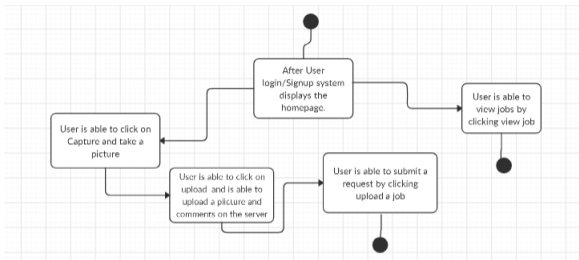 After User
login/Signup system
displays the
homepage.
User is able to
view jobs by
clicking view job
User is able to click on
Capture and take a
picture
User is able to click on
upload and is able to
upload a piicture and
comments on the server
User is able to submit a
request by clicking
upload a job